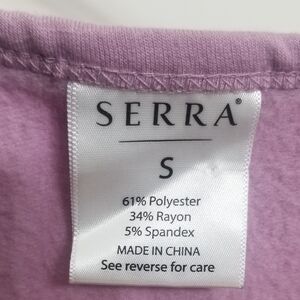 SERRA®
S
61% Polyester
34% Rayon
5% Spandex
MADE IN CHINA
See reverse for care